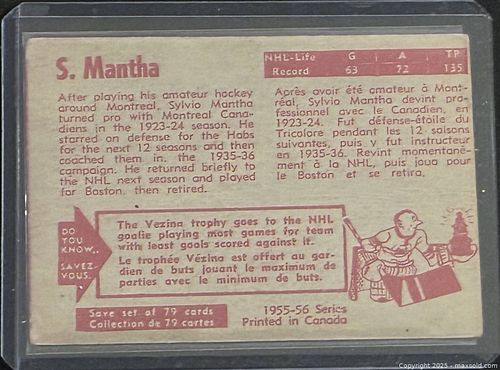 S. Mantha
NHL-Life G A TP
Record 63 72 135
After playing his amateur hockey
around Montreal, Sylvio Mantha
turned pro with Montreal Cana-
diens in the 1923-24 season. He
starred on defense for the Habs
for the next 12 seasons and then
coached them in the 1935-36
campaign. He returned briefly to
the NHL next season and played
for Boston, then retired.
Après avoir été amateur à Mont-
réal, Sylvio Mantha devint pro-
fessionnel avec le Canadien, en
1923-24. Fut défense-étoile du
Tricolore pendant les 12 saisons
suivantes, puis y fut instructeur
en 1935-36. Revint momentané-
ment à la NHL, puis joua pour
le Boston et se retira.
DO
YOU
KNOW..
SAVEZ-
VOUS..
The Vezina trophy goes to the NHL
goalie playing most games for team
with least goals scored against it.
Le trophée Vézina est offert au gar-
dien de buts jouant le maximum de
parties avec le minimum de buts.
Save set of 79 cards
Collection de 79 cartes
1955-56 Series
Printed in Canada
Copyright 2025 - maxsold.com